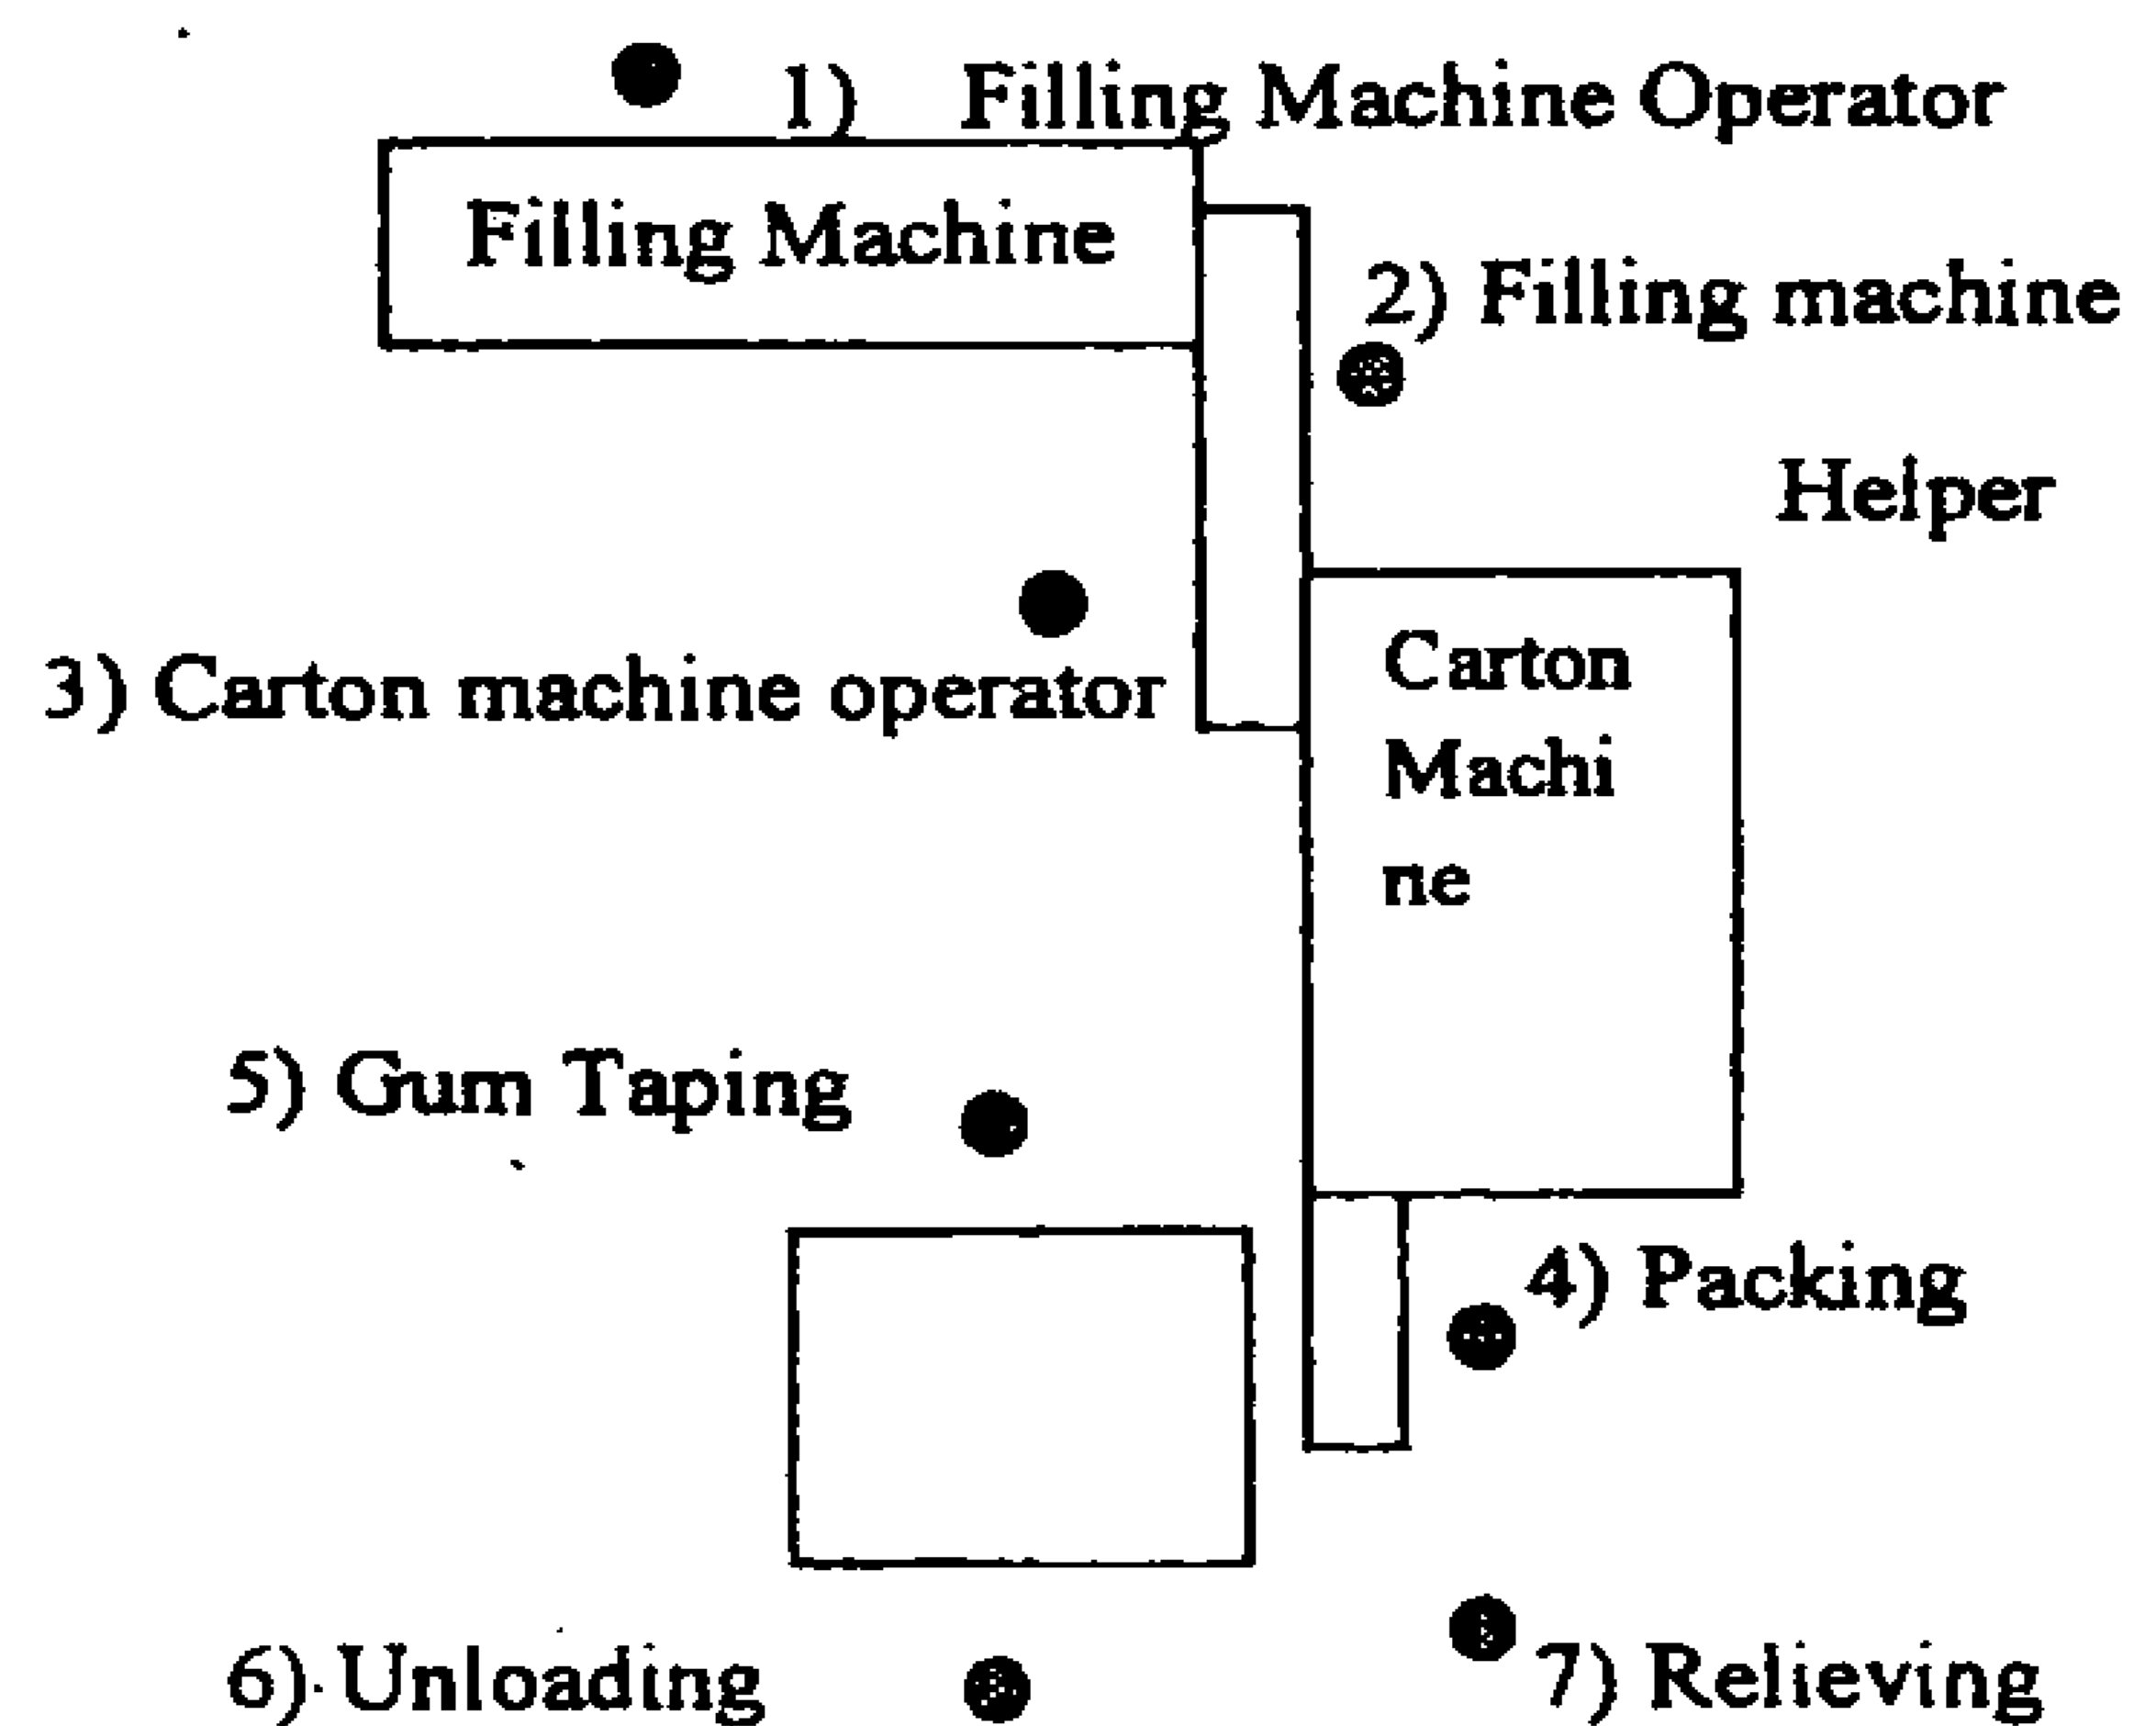 1) Filling Machine Operator
Filling Machine
2) Filling machine
Helper
3) Carton machine operator
Carton
Machi
ne
5) Gum Taping
4) Packing
6) Unloading
7) Relieving